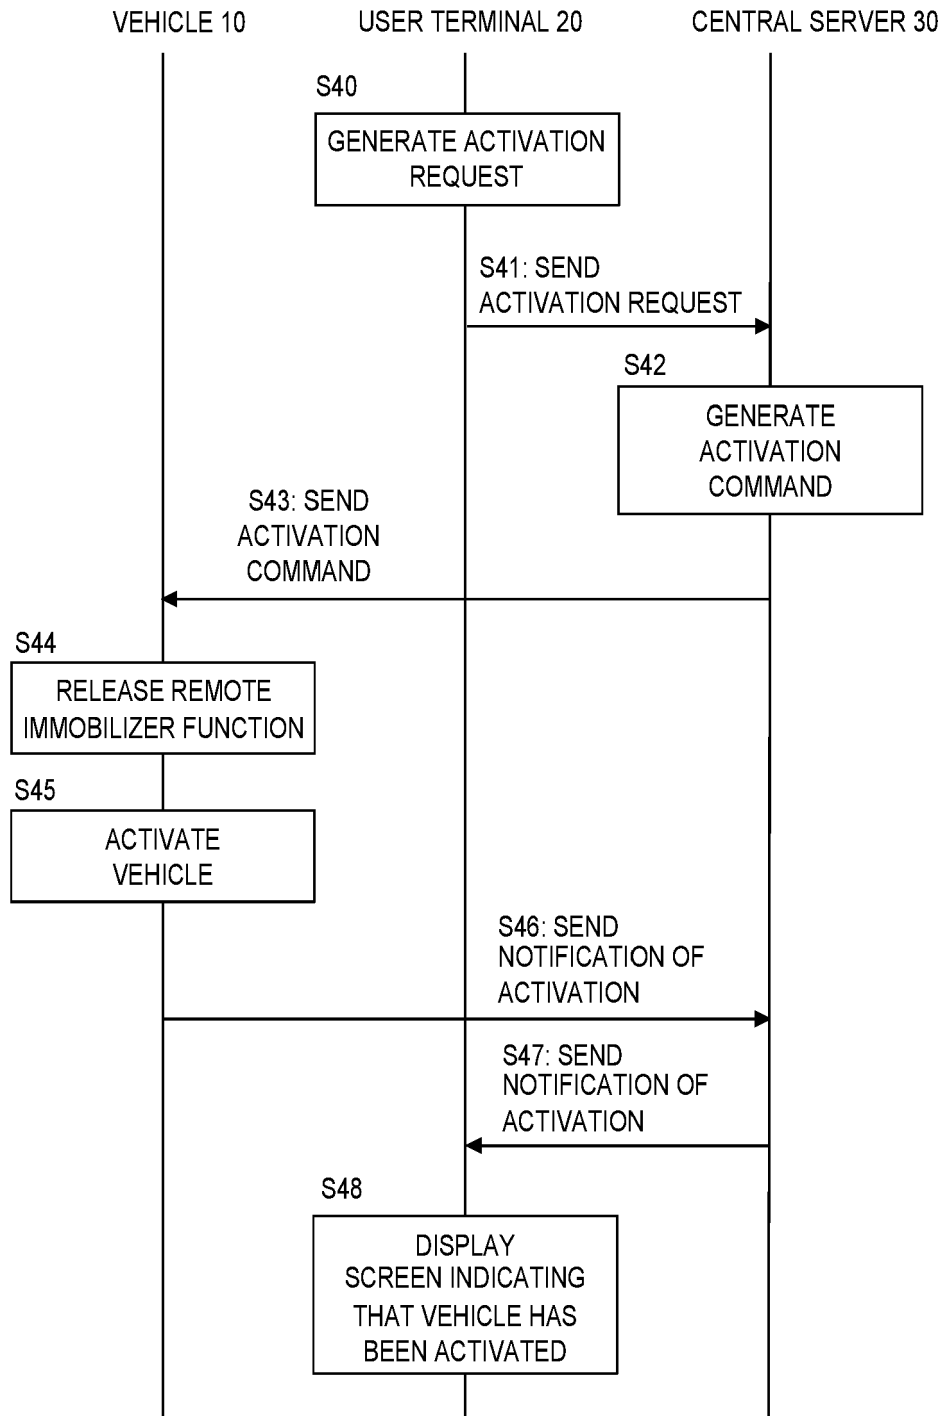 VEHICLE 10
USER TERMINAL 20
CENTRAL SERVER 30
S40
GENERATE ACTIVATION
REQUEST
S41: SEND
ACTIVATION REQUEST
S42
GENERATE
ACTIVATION
COMMAND
S43: SEND
ACTIVATION
COMMAND
S44
RELEASE REMOTE
IMMOBILIZER FUNCTION
S45
ACTIVATE
VEHICLE
S46: SEND
NOTIFICATION OF
ACTIVATION
S47: SEND
NOTIFICATION OF
ACTIVATION
S48
DISPLAY
SCREEN INDICATING
THAT VEHICLE HAS
BEEN ACTIVATED